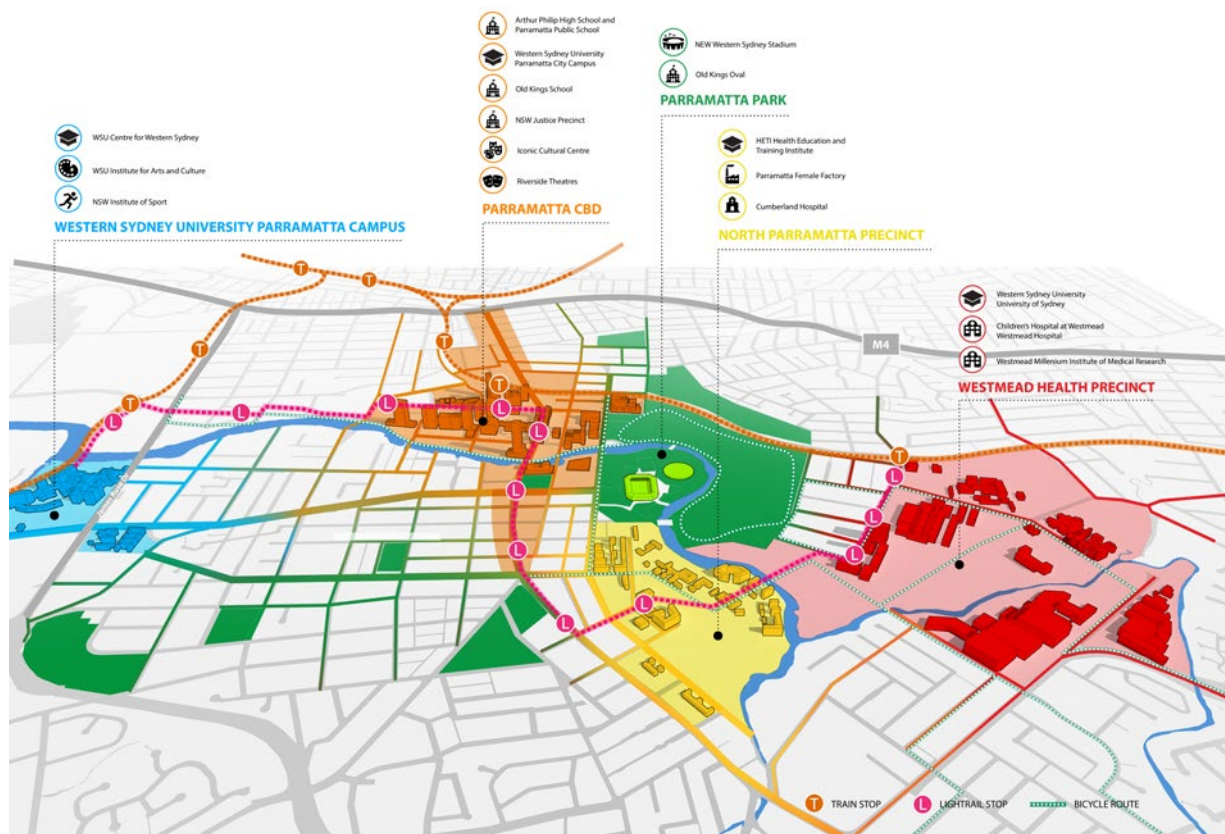 Arthur Philip High School and
Parramatta Public School
Western Sydney University
Parramatta City Campus
Old Kings School
NSW Justice Precinct
Iconic Cultural Centre
Riverside Theatres
PARRAMATTA CBD
NEW Western Sydney Stadium
Old Kings Oval
PARRAMATTA PARK
WSU Centre for Western Sydney
WSU Institute for Arts and Culture
NSW Institute of Sport
WESTERN SYDNEY UNIVERSITY PARRAMATTA CAMPUS
HETI Health Education and
Training Institute
Parramatta Female Factory
Cumberland Hospital
NORTH PARRAMATTA PRECINCT
Western Sydney University
University of Sydney
Children's Hospital at Westmead
Westmead Hospital
Westmead Millenium Institute of Medical Research
WESTMEAD HEALTH PRECINCT
T
T
T
T
M4
T
T
L
L
L
L
L
T
L
L
L
L
L
L
L
T TRAIN STOP
L LIGHTRAIL STOP
BICYCLE ROUTE